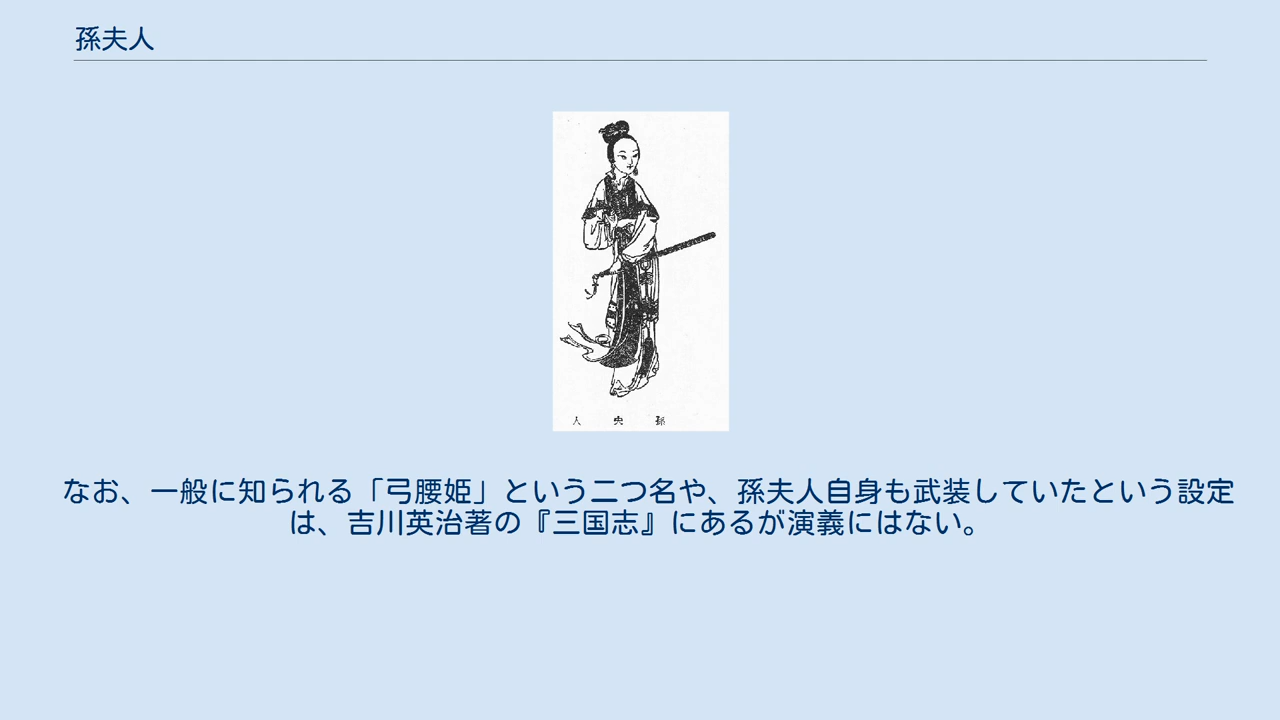 孫夫人
人夫孫
なお、一般に知られる「弓腰姫」という二つ名や、孫夫人自身も武装していたという設定
は、吉川英治著の『三国志』にあるが演義にはない。